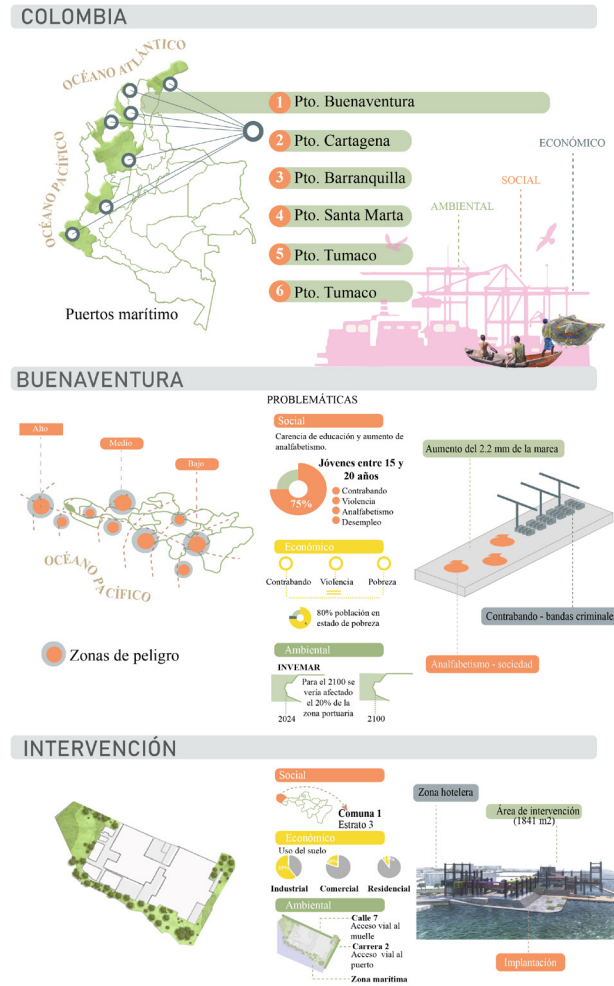 COLOMBIA
OCÉANO ATLÁNTICO
OCÉANO PACÍFICO
1 Pto. Buenaventura
2 Pto. Cartagena
3 Pto. Barranquilla
4 Pto. Santa Marta
5 Pto. Tumaco
6 Pto. Tumaco
Puertos marítimo
ECONÓMICO
SOCIAL
AMBIENTAL
BUENAVENTURA
Alto
Medio
Bajo
OCÉANO PACÍFICO
Zonas de peligro
PROBLEMÁTICAS
Social
Carencia de educación y aumento de
analfabetismo.
Jóvenes entre 15 y
20 años
75%
Contrabando
Violencia
Analfabetismo
Desempleo
Económico
Contrabando
Violencia
Pobreza
80% población en
estado de pobreza
Ambiental
INVEMAR
Para el 2100 se
vería afectado
el 20% de la
zona portuaria
2024
2100
Aumento del 2.2 mm de la marea
Contrabando - bandas criminale
Analfabetismo - sociedad
INTERVENCIÓN
Social
Comuna 1
Estrato 3
Económico
Uso del suelo
Industrial
Comercial
Residencial
Ambiental
Calle 7
Acceso vial al
muelle
Carrera 2
Acceso vial al
puerto
Zona marítima
Zona hotelera
Área de intervención
(1841 m2)
Implantación